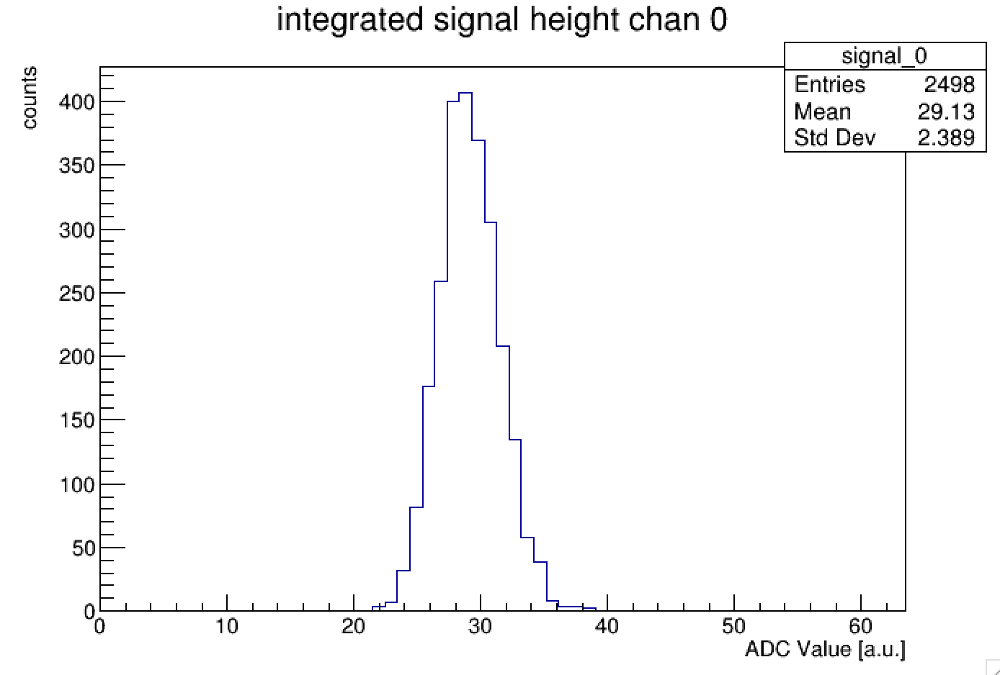 integrated signal height chan 0
signal_0
Entries 2498
Mean 29.13
Std Dev 2.389
counts
400
350
300
250
200
150
100
50
0
0 10 20 30 40 50 60
ADC Value [a.u.]